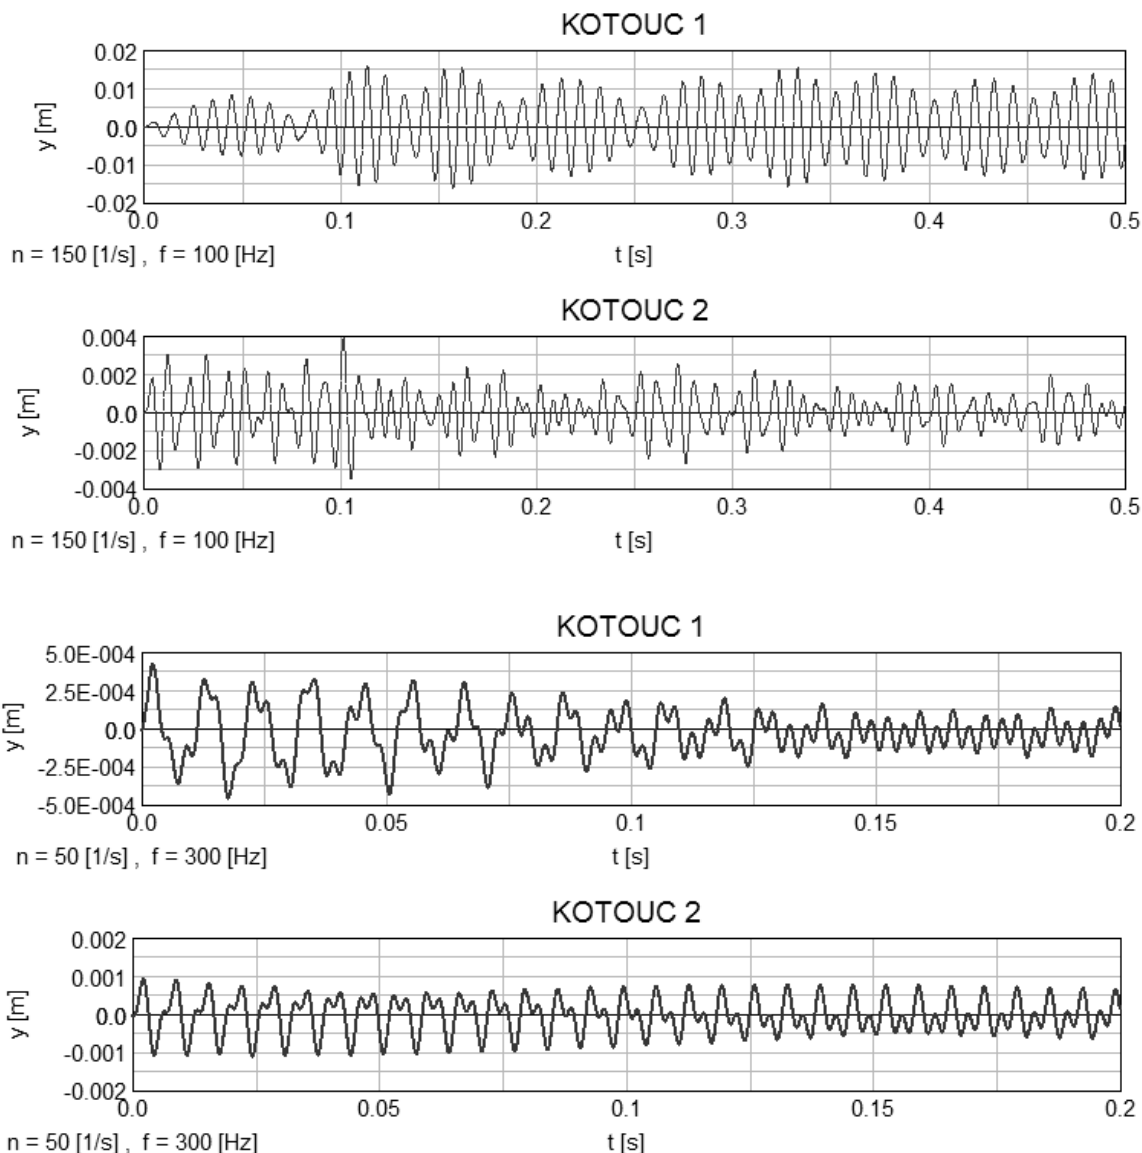 KOTOUC 1
0.02
0.01
0.0
-0.01
-0.02
y [m]
0.0 0.1 0.2 0.3 0.4 0.5
n = 150 [1/s] , f = 100 [Hz] t [s]
KOTOUC 2
0.004
0.002
0.0
-0.002
-0.004
y [m]
0.0 0.1 0.2 0.3 0.4 0.5
n = 150 [1/s] , f = 100 [Hz] t [s]
KOTOUC 1
5.0E-004
2.5E-004
0.0
-2.5E-004
-5.0E-004
y [m]
0.0 0.05 0.1 0.15 0.2
n = 50 [1/s] , f = 300 [Hz] t [s]
KOTOUC 2
0.002
0.001
0.0
-0.001
-0.002
y [m]
0.0 0.05 0.1 0.15 0.2
n = 50 [1/s] , f = 300 [Hz] t [s]